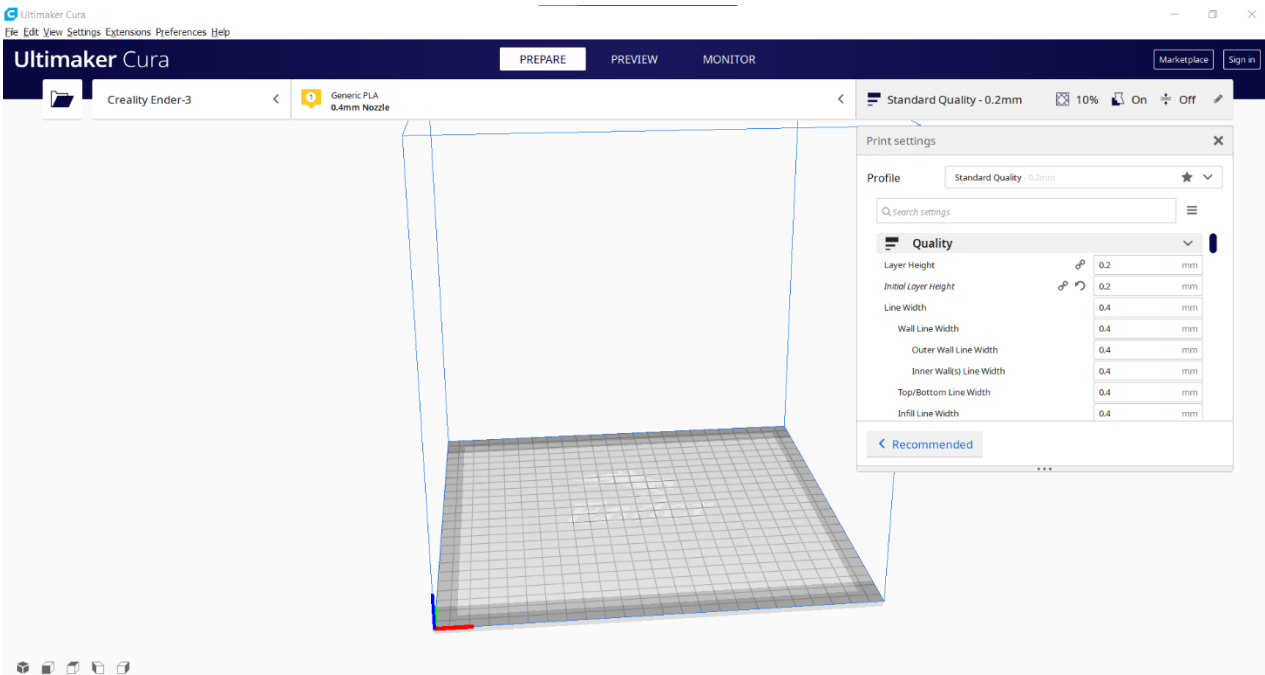 Ultimaker Cura
File Edit View Settings Extensions Preferences Help
Ultimaker Cura PREPARE PREVIEW MONITOR Marketplace Sign in
Creality Ender-3 1 Generic PLA
0.4mm Nozzle
Standard Quality - 0.2mm 10% On Off
Print settings
Profile Standard Quality - 0.2mm
Search settings
Quality
Layer Height 0.2 mm
Initial Layer Height 0.2 mm
Line Width 0.4 mm
Wall Line Width 0.4 mm
Outer Wall Line Width 0.4 mm
Inner Wall(s) Line Width 0.4 mm
Top/Bottom Line Width 0.4 mm
Infill Line Width 0.4 mm
Recommended